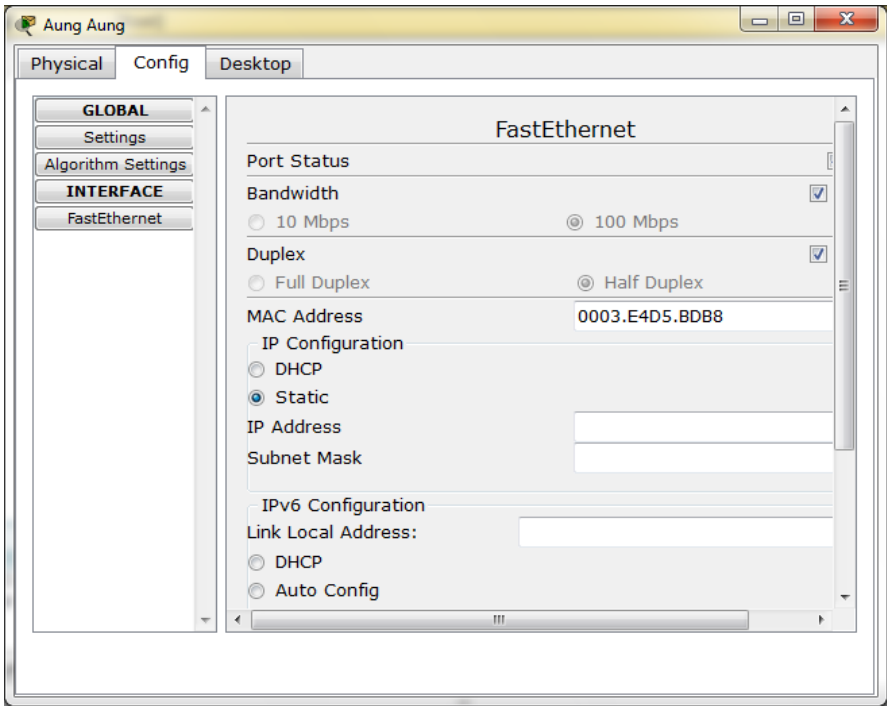 Aung Aung
Physical Config Desktop
GLOBAL
Settings
Algorithm Settings
INTERFACE
FastEthernet
FastEthernet
Port Status
Bandwidth
10 Mbps 100 Mbps
Duplex
Full Duplex Half Duplex
MAC Address 0003.E4D5.BDB8
IP Configuration
DHCP
Static
IP Address
Subnet Mask
IPv6 Configuration
Link Local Address:
DHCP
Auto Config